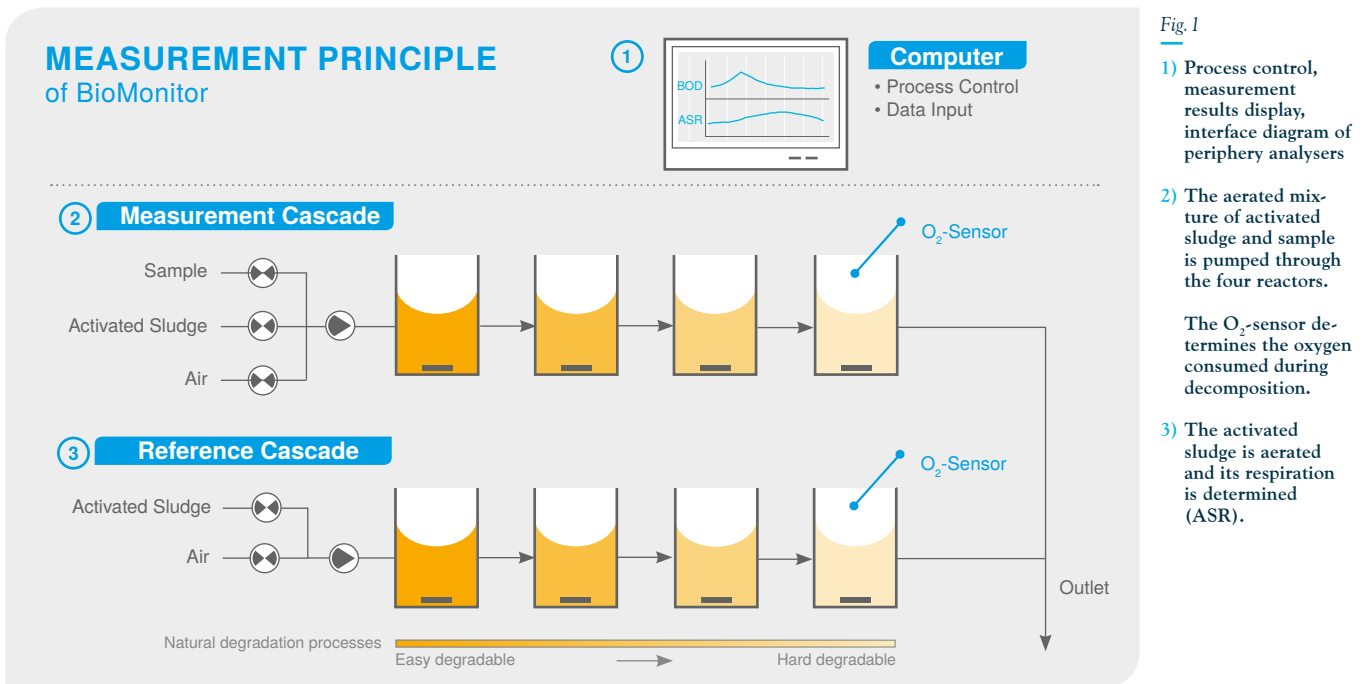 MEASUREMENT PRINCIPLE
of BioMonitor
1
BOD
ASR
Computer
• Process Control
• Data Input
2 Measurement Cascade
Sample
Activated Sludge
Air
O₂-Sensor
3 Reference Cascade
Activated Sludge
Air
O₂-Sensor
Outlet
Natural degradation processes
Easy degradable
Hard degradable
Fig. 1
1) Process control,
measurement
results display,
interface diagram of
periphery analysers
2) The aerated mix-
ture of activated
sludge and sample
is pumped through
the four reactors.
The O₂-sensor de-
termines the oxygen
consumed during
decomposition.
3) The activated
sludge is aerated
and its respiration
is determined
(ASR).